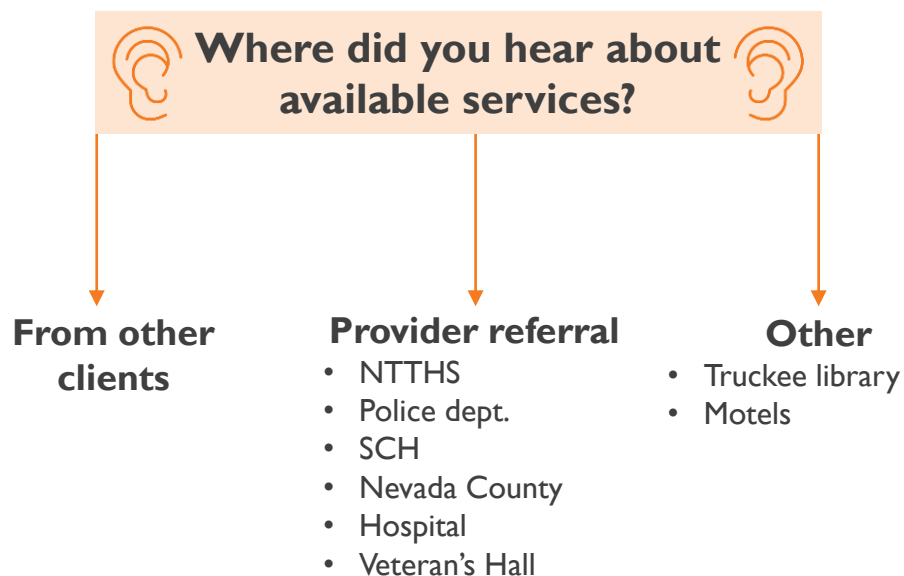 Where did you hear about
available services?
From other
clients
Provider referral
• NTTHS
• Police dept.
• SCH
• Nevada County
• Hospital
• Veteran’s Hall
Other
• Truckee library
• Motels